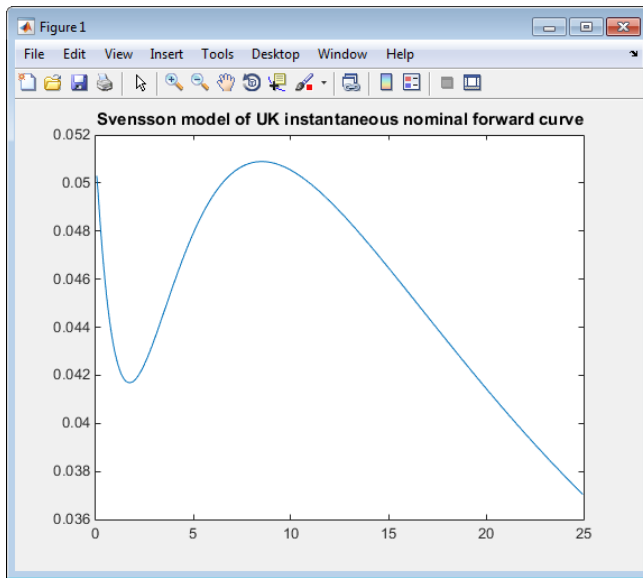 Figure 1
File Edit View Insert Tools Desktop Window Help
Svensson model of UK instantaneous nominal forward curve
0.052
0.05
0.048
0.046
0.044
0.042
0.04
0.038
0.036
0 5 10 15 20 25